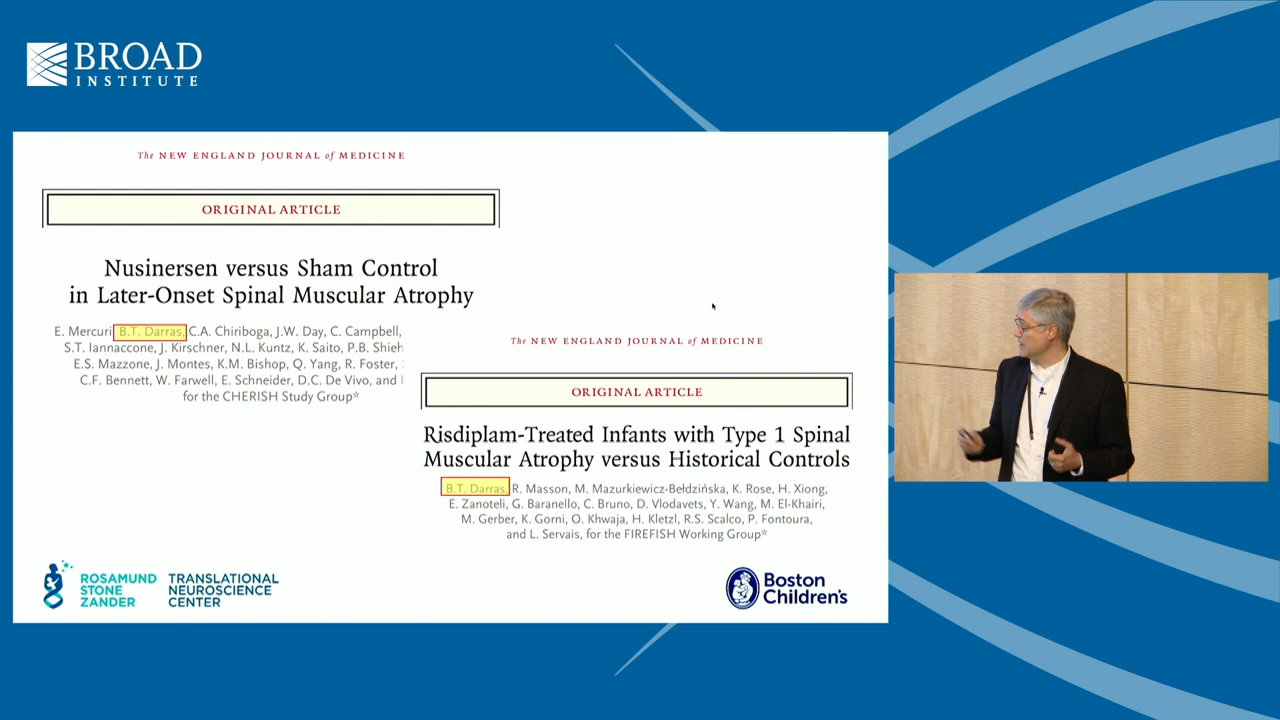 BROAD
INSTITUTE
The NEW ENGLAND JOURNAL of MEDICINE
ORIGINAL ARTICLE
Nusinersen versus Sham Control
in Later-Onset Spinal Muscular Atrophy
E. Mercuri B.T. Darras, C.A. Chiriboga, J.W. Day, C. Campbell,
S.T. Iannaccone, J. Kirschner, N.L. Kuntz, K. Saito, P.B. Shieh
E.S. Mazzone, J. Montes, K.M. Bishop, Q. Yang, R. Foster,
C.F. Bennett, W. Farwell, E. Schneider, D.C. De Vivo, and
for the CHERISH Study Group*
The NEW ENGLAND JOURNAL of MEDICINE
ORIGINAL ARTICLE
Risdiplam-Treated Infants with Type 1 Spinal
Muscular Atrophy versus Historical Controls
B.T. Darras, R. Masson, M. Mazurkiewicz-Bełdzińska, K. Rose, H. Xiong,
E. Zanoteli, G. Baranello, C. Bruno, D. Vlodavets, Y. Wang, M. El-Khairi,
M. Gerber, K. Gorni, O. Khwaja, H. Kletzl, R.S. Scalco, P. Fontoura,
and L. Servais, for the FIREFISH Working Group*
ROSAMUND
STONE
ZANDER
TRANSLATIONAL
NEUROSCIENCE
CENTER
Boston
Children's